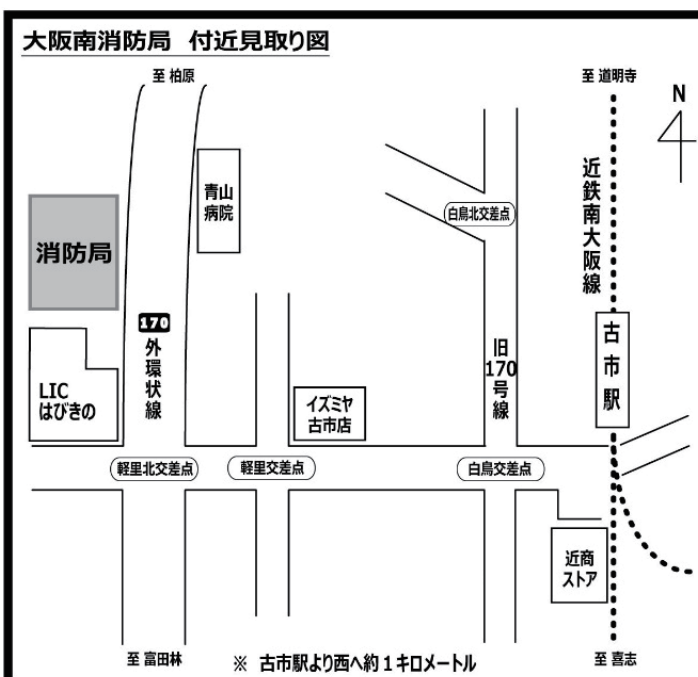 大阪南消防局 付近見取り図
至 柏原
至 道明寺
N
青山
病院
近鉄南大阪線
白鳥北交差点
消防局
170
外環状線
旧170号線
古市駅
LIC
はびきの
イズミヤ
古市店
軽里北交差点
軽里交差点
白鳥交差点
近商
ストア
至 富田林
※ 古市駅より西へ約1キロメートル
至 喜志